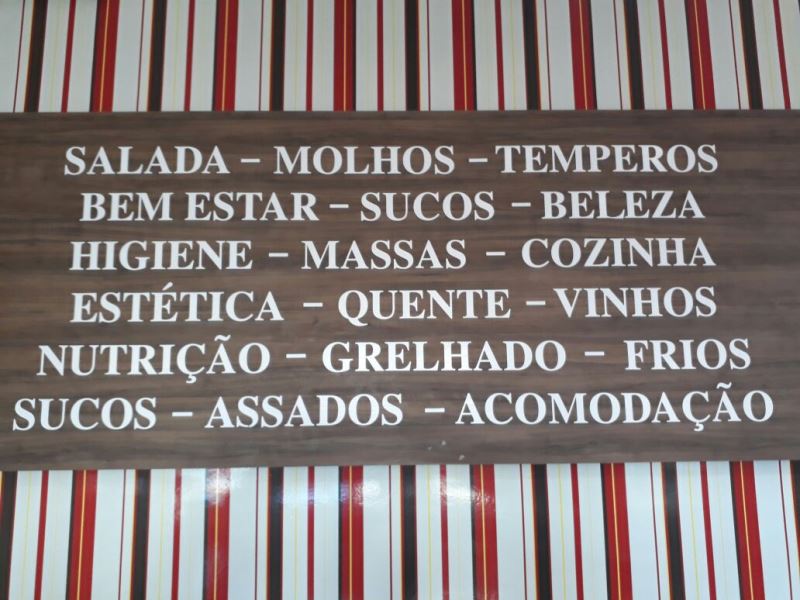 SALADA – MOLHOS – TEMPEROS
BEM ESTAR – SUCOS – BELEZA
HIGIENE – MASSAS – COZINHA
ESTÉTICA – QUENTE – VINHOS
NUTRIÇÃO – GRELHADO – FRIOS
SUCOS – ASSADOS – ACOMODAÇÃO